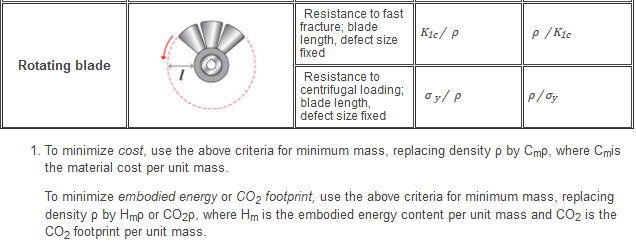 Rotating blade
l
Resistance to fast
fracture; blade
length, defect size
fixed
K1c/ ρ
ρ /K1c
Resistance to
centrifugal loading;
blade length,
defect size fixed
σy/ ρ
ρ/σy
1. To minimize cost, use the above criteria for minimum mass, replacing density ρ by Cmρ, where Cmis
the material cost per unit mass.
To minimize embodied energy or CO2 footprint, use the above criteria for minimum mass, replacing
density ρ by Hmρ or CO2ρ, where Hm is the embodied energy content per unit mass and CO2 is the
CO2 footprint per unit mass.